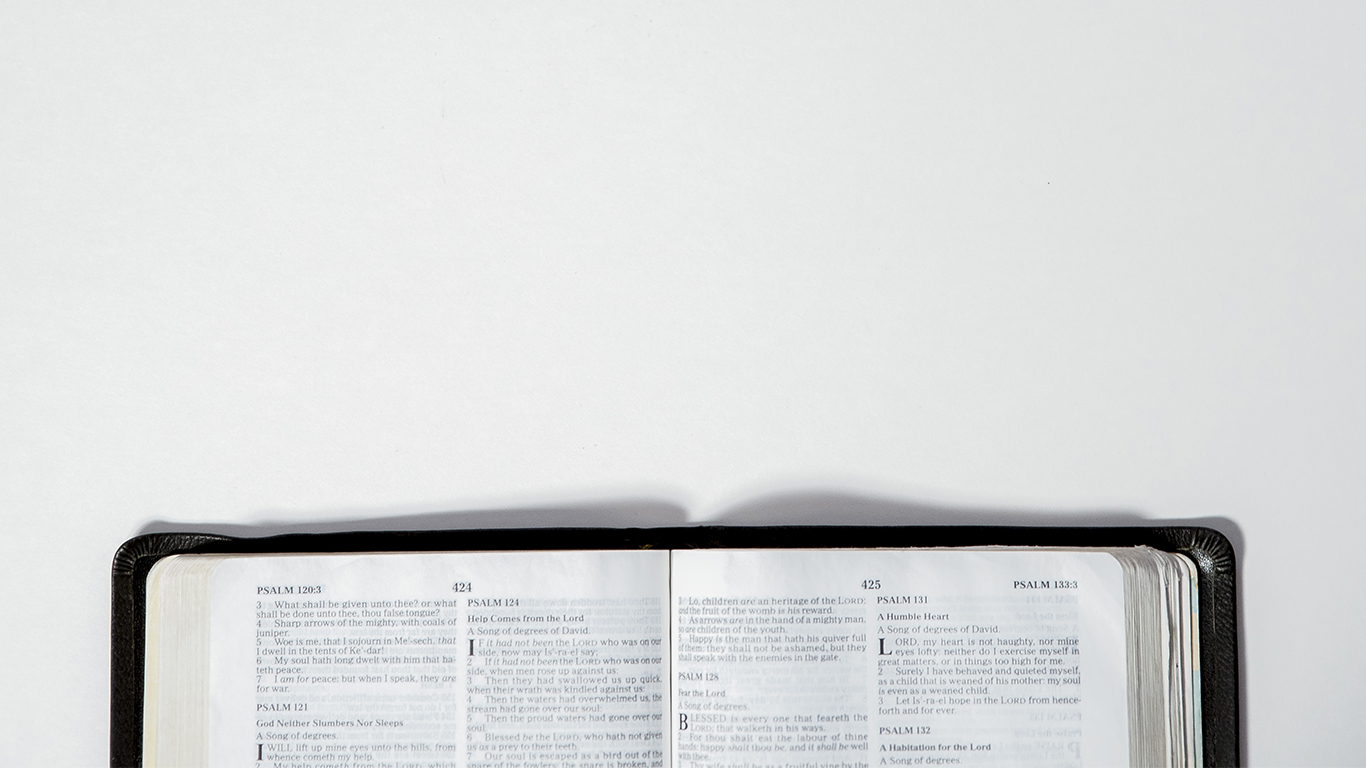 PSALM 120:3
424
3 What shall be given unto thee? or what
shall be done unto thee, thou false tongue?
4 Sharp arrows of the mighty, with coals of
juniper.
5 Woe is me, that I sojourn in Me'-sech, that
I dwell in the tents of Ke'-dar!
6 My soul hath long dwelt with him that ha-
teth peace.
7 I am for peace: but when I speak, they are
for war.
PSALM 121
God Neither Slumbers Nor Sleeps
A Song of degrees.
I WILL lift up mine eyes unto the hills, from
whence cometh my help.
2 My help cometh from the LORD, which
PSALM 124
Help Comes from the Lord
A Song of degrees of David.
IF it had not been the LORD who was on our
side, now may Is'-ra-el say;
2 If it had not been the LORD who was on our
side, when men rose up against us:
3 Then they had swallowed us up quick,
when their wrath was kindled against us:
4 Then the waters had overwhelmed us, the
stream had gone over our soul:
5 Then the proud waters had gone over our
soul.
6 Blessed be the LORD, who hath not given
us as a prey to their teeth.
7 Our soul is escaped as a bird out of the
snare of the fowlers: the snare is broken, and
425
PSALM 133:3
3 Lo, children are an heritage of the LORD:
and the fruit of the womb is his reward.
4 As arrows are in the hand of a mighty man,
so are children of the youth.
5 Happy is the man that hath his quiver full
of them: they shall not be ashamed, but they
shall speak with the enemies in the gate.
PSALM 128
Fear the Lord
A Song of degrees.
BLESSED is every one that feareth the
LORD; that walketh in his ways.
2 For thou shalt eat the labour of thine
hands: happy shalt thou be, and it shall be well
with thee.
3 Thy wife shall be as a fruitful vine by the
PSALM 131
A Humble Heart
A Song of degrees of David.
LORD, my heart is not haughty, nor mine
eyes lofty: neither do I exercise myself in
great matters, or in things too high for me.
2 Surely I have behaved and quieted myself,
as a child that is weaned of his mother: my soul
is even as a weaned child.
3 Let Is'-ra-el hope in the LORD from hence-
forth and for ever.
PSALM 132
A Habitation for the Lord
A Song of degrees.